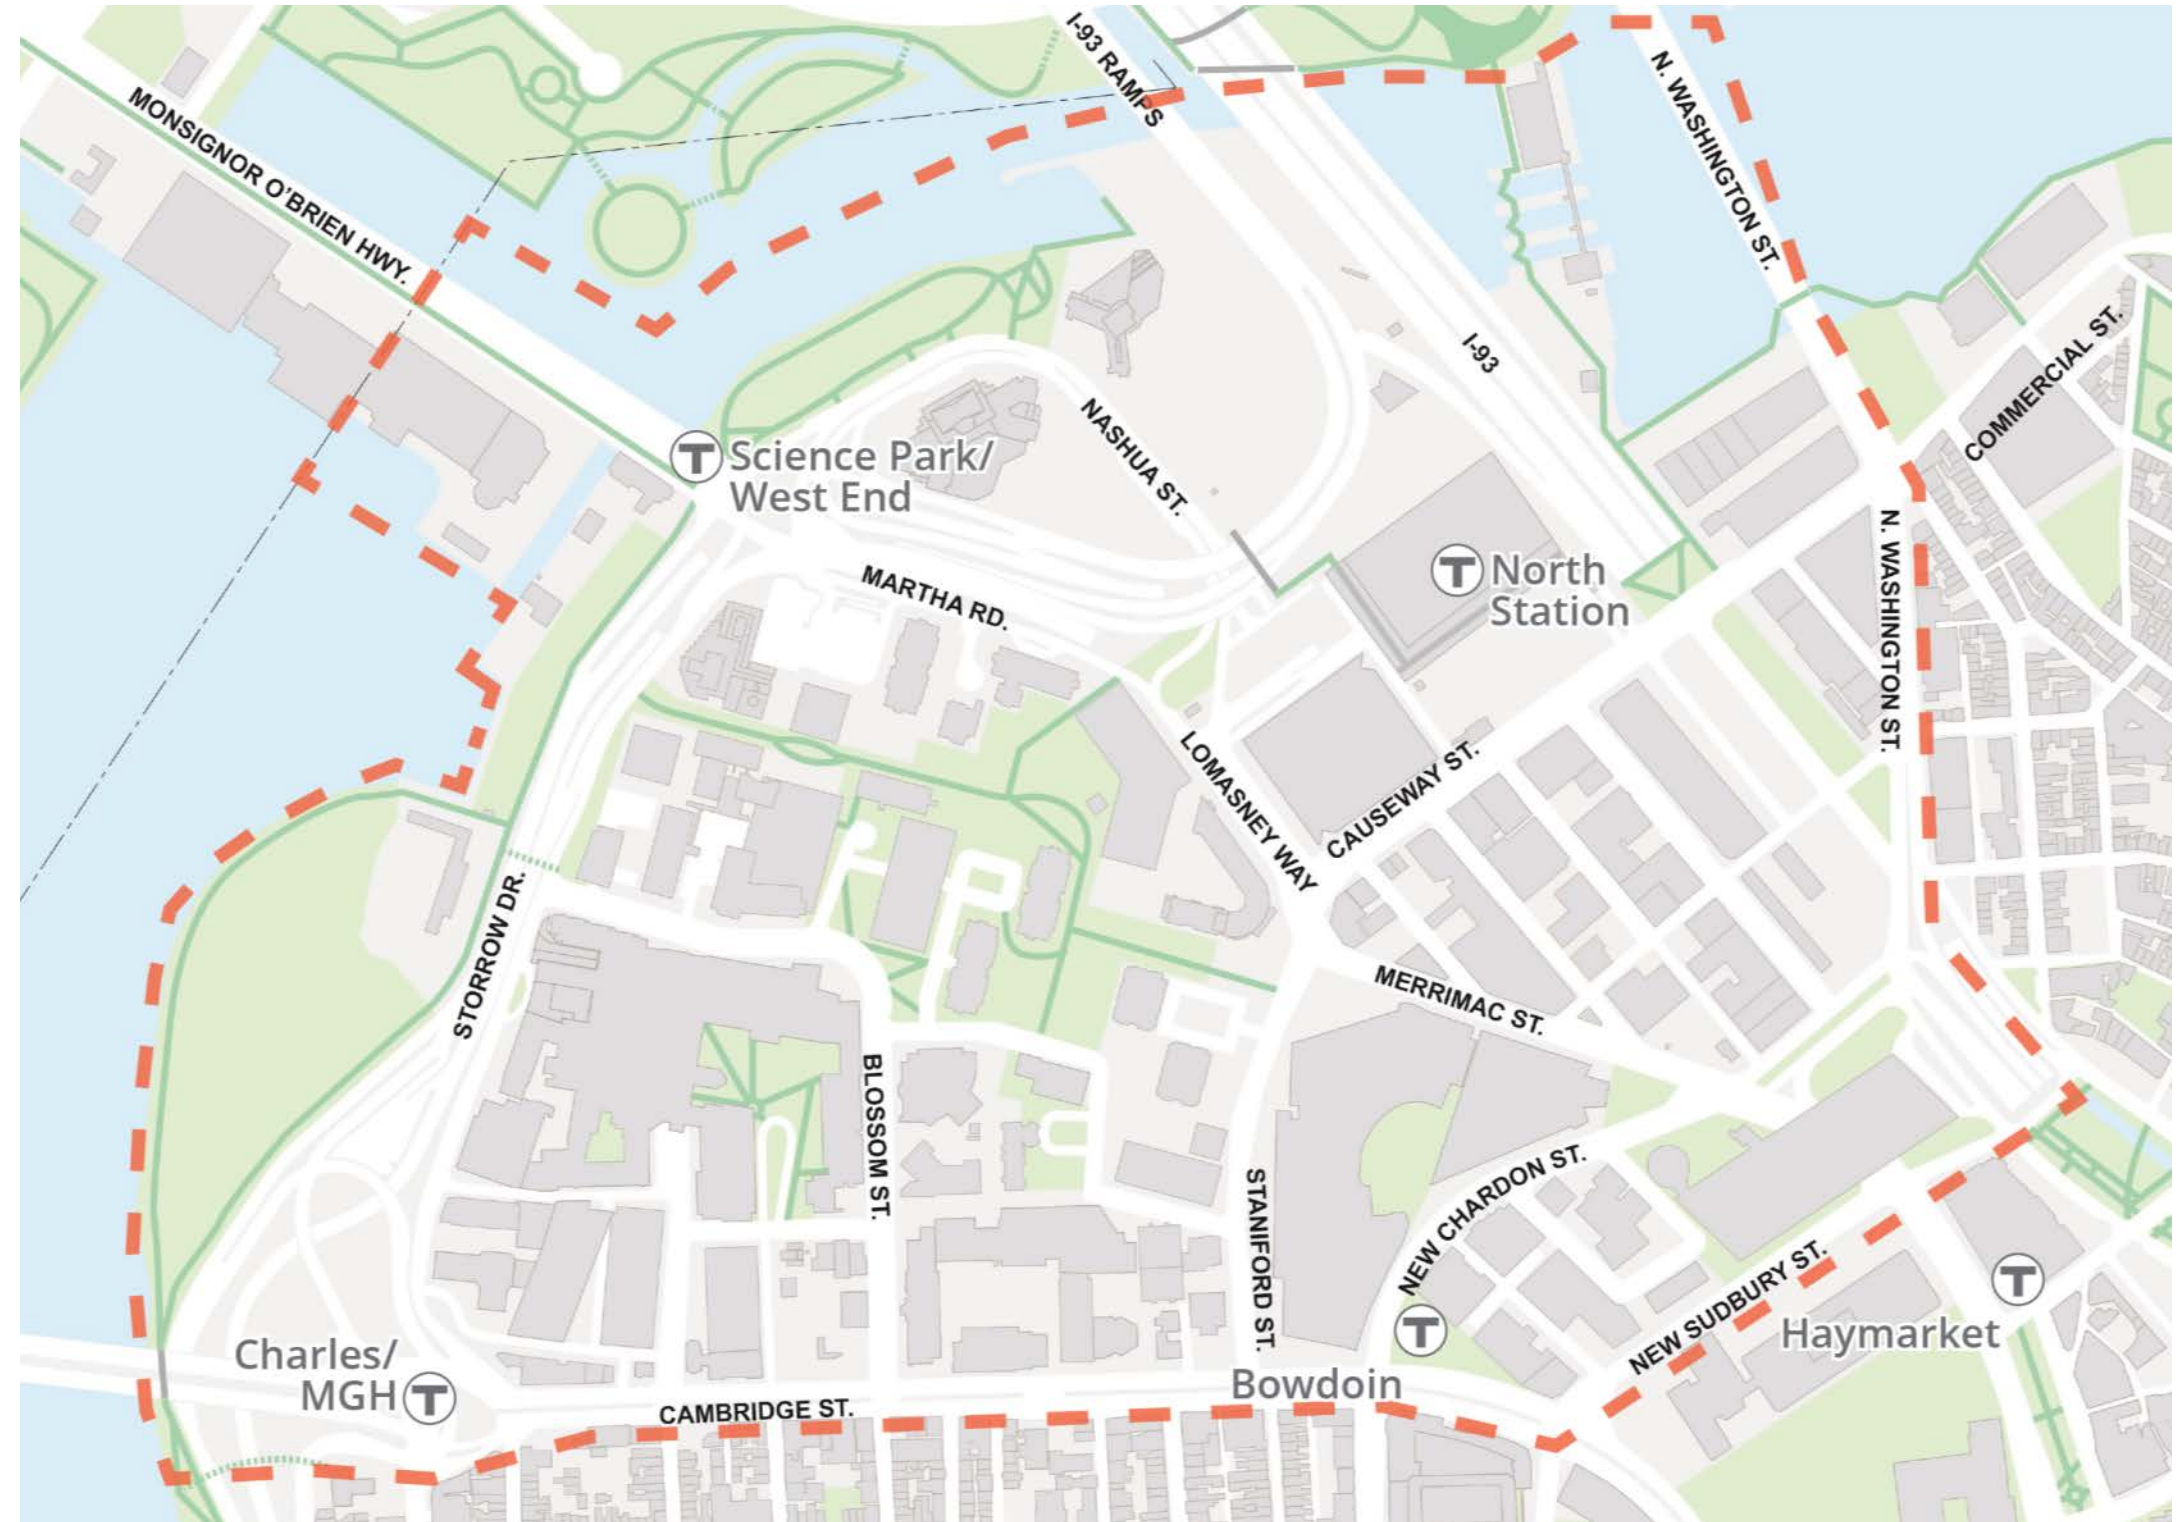 I-93 RAMPS
N. WASHINGTON ST.
MONSIGNOR O'BRIEN HWY.
I-93
COMMERCIAL ST.
NASHUA ST.
T
Science Park/
West End
N. WASHINGTON ST.
T
North
Station
MARTHA RD.
LOMASNEY WAY
CAUSEWAY ST.
STORROW DR.
MERRIMAC ST.
BLOSSOM ST.
STANIFORD ST.
NEW CHARDON ST.
NEW SUDBURY ST.
T
Haymarket
T
Bowdoin
Charles/
MGH
T
CAMBRIDGE ST.